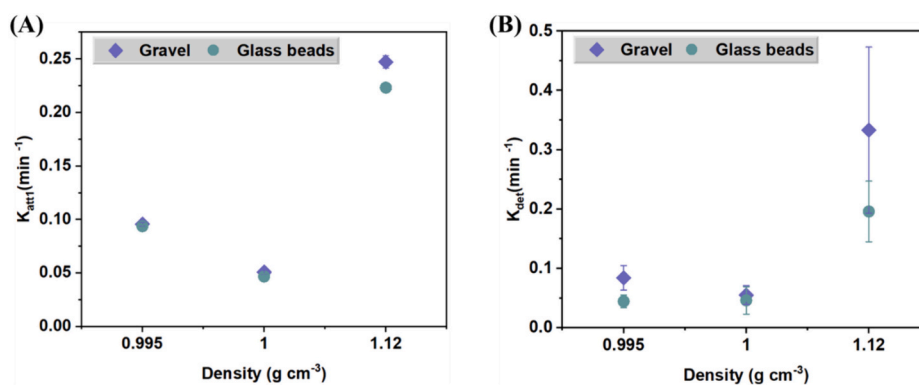 (A)
Gravel Glass beads
0.25
0.20
0.15
0.10
0.05
0.00
K_att1(min⁻¹)
0.995 1 1.12
Density (g cm⁻³)
(B)
Gravel Glass beads
0.5
0.4
0.3
0.2
0.1
0.0
K_det(min⁻¹)
0.995 1 1.12
Density (g cm⁻³)